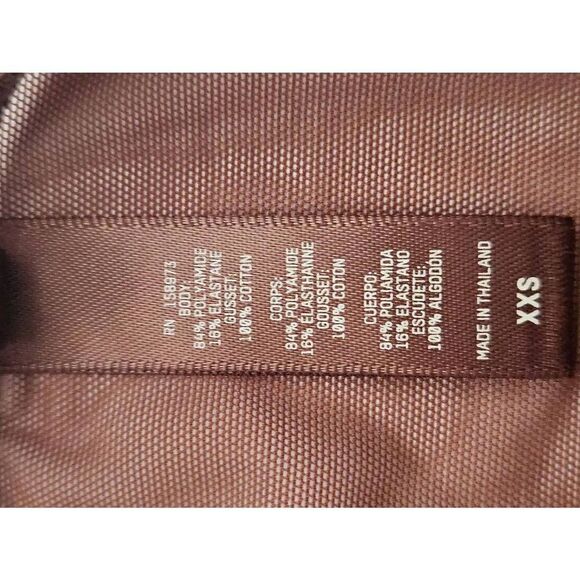 RN 158973
BODY:
84% POLYAMIDE
16% ELASTANE
GUSSET:
100% COTTON
CORPS:
84% POLYAMIDE
16% ELASTHANNE
GOUSSET:
100% COTON
CUERPO:
84% POLIAMIDA
16% ELASTANO
ESCUDETE:
100% ALGODÓN
MADE IN THAILAND
XXS